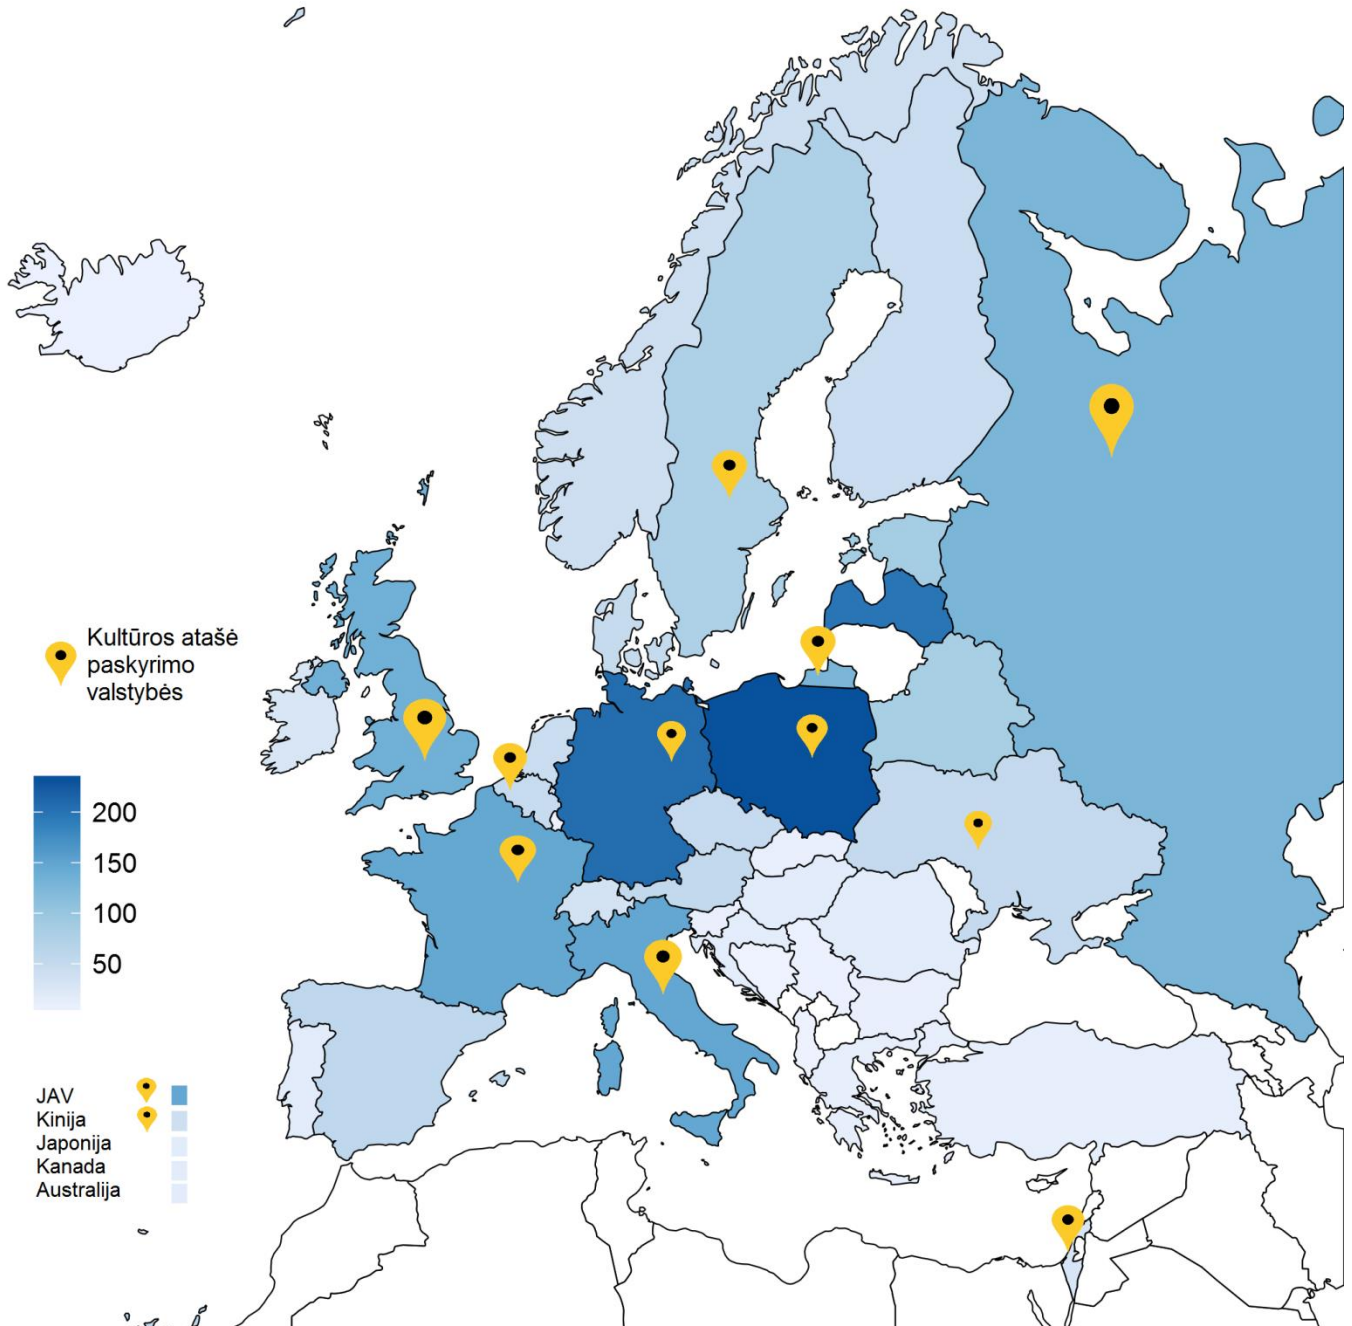 Kultūros atašė
paskyrimo
valstybės
200
150
100
50
JAV
Kinija
Japonija
Kanada
Australija